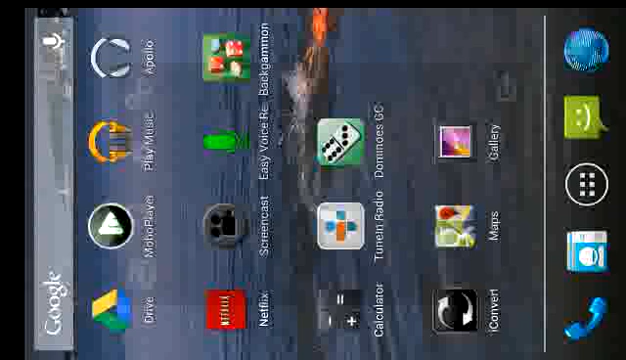 Google
Drive MoboPlayer Play Music Apollo
NETFLIX
Netflix Screencast Easy Voice Re Backgammon
Calculator TuneIn Radio Dominoes GC
iConvert Maps Gallery